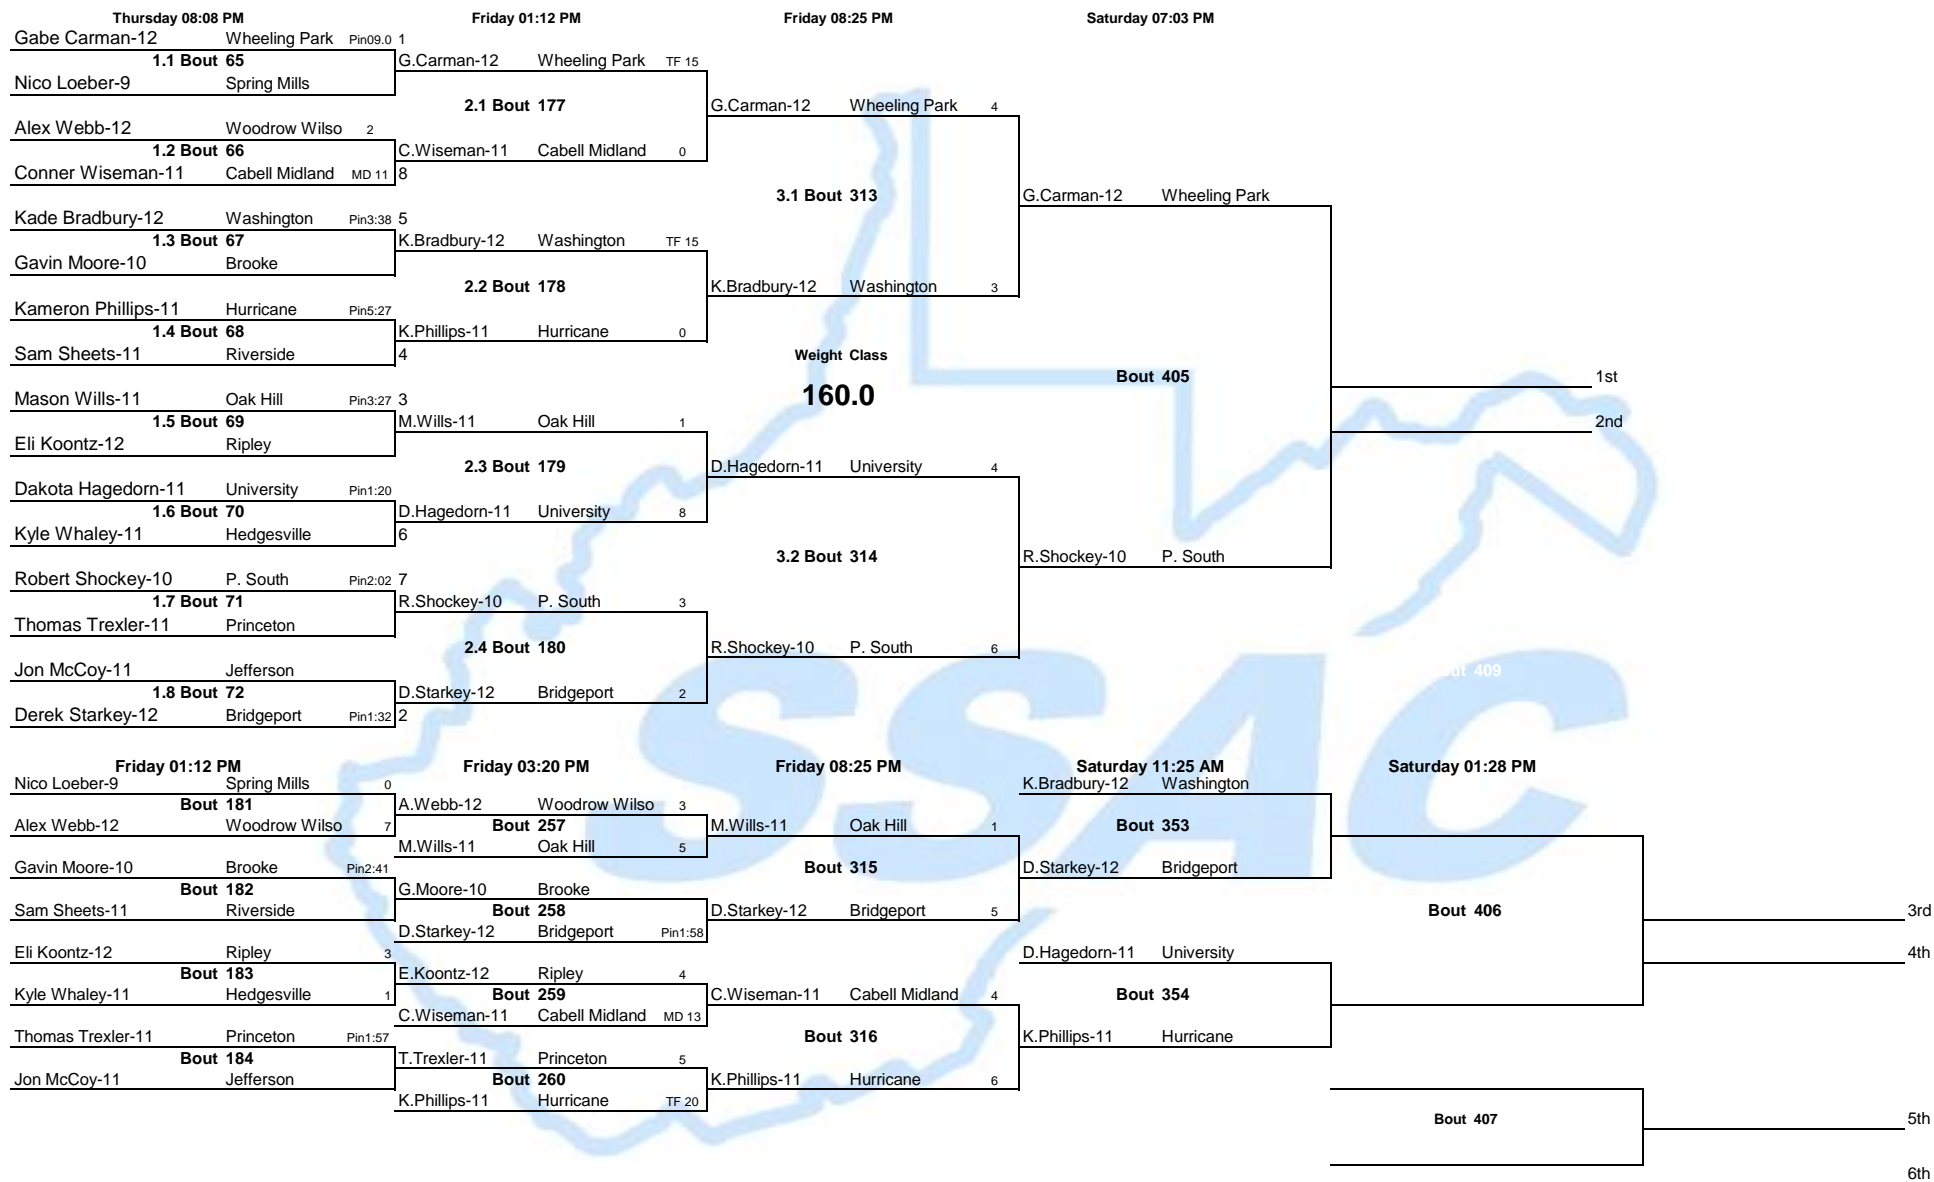 Thursday 08:08 PM Friday 01:12 PM Friday 08:25 PM Saturday 07:03 PM
Gabe Carman-12 Wheeling Park Pin09.0 1
1.1 Bout 65 G.Carman-12 Wheeling Park TF 15
Nico Loeber-9 Spring Mills
2.1 Bout 177 G.Carman-12 Wheeling Park 4
Alex Webb-12 Woodrow Wilso 2
1.2 Bout 66 C.Wiseman-11 Cabell Midland 0
Conner Wiseman-11 Cabell Midland MD 11 8
3.1 Bout 313 G.Carman-12 Wheeling Park
Kade Bradbury-12 Washington Pin3:38 5
1.3 Bout 67 K.Bradbury-12 Washington TF 15
Gavin Moore-10 Brooke
2.2 Bout 178 K.Bradbury-12 Washington 3
Kameron Phillips-11 Hurricane Pin5:27
1.4 Bout 68 K.Phillips-11 Hurricane 0
Sam Sheets-11 Riverside 4
Weight Class
Bout 405 1st
Mason Wills-11 Oak Hill Pin3:27 3
160.0
1.5 Bout 69 M.Wills-11 Oak Hill 1
2nd
Eli Koontz-12 Ripley
2.3 Bout 179 D.Hagedorn-11 University 4
Dakota Hagedorn-11 University Pin1:20
1.6 Bout 70 D.Hagedorn-11 University 8
Kyle Whaley-11 Hedgesville 6
3.2 Bout 314 R.Shockey-10 P. South
Robert Shockey-10 P. South Pin2:02 7
1.7 Bout 71 R.Shockey-10 P. South 3
Thomas Trexler-11 Princeton
2.4 Bout 180 R.Shockey-10 P. South 6
Jon McCoy-11 Jefferson
409
1.8 Bout 72 D.Starkey-12 Bridgeport 2
Derek Starkey-12 Bridgeport Pin1:32 2
SSAC
Friday 01:12 PM Friday 03:20 PM Friday 08:25 PM Saturday 11:25 AM Saturday 01:28 PM
Nico Loeber-9 Spring Mills 0 K.Bradbury-12 Washington
Bout 181 A.Webb-12 Woodrow Wilso 3
Alex Webb-12 Woodrow Wilso 7 Bout 257 M.Wills-11 Oak Hill 1 Bout 353
M.Wills-11 Oak Hill 5
Gavin Moore-10 Brooke Pin2:41 Bout 315 D.Starkey-12 Bridgeport
Bout 182 G.Moore-10 Brooke
Sam Sheets-11 Riverside Bout 258 D.Starkey-12 Bridgeport 5 Bout 406 3rd
D.Starkey-12 Bridgeport Pin1:58
Eli Koontz-12 Ripley 3 D.Hagedorn-11 University 4th
Bout 183 E.Koontz-12 Ripley 4
Kyle Whaley-11 Hedgesville 1 Bout 259 C.Wiseman-11 Cabell Midland 4 Bout 354
C.Wiseman-11 Cabell Midland MD 13
Thomas Trexler-11 Princeton Pin1:57 Bout 316 K.Phillips-11 Hurricane
Bout 184 T.Trexler-11 Princeton 5
Jon McCoy-11 Jefferson Bout 260 K.Phillips-11 Hurricane 6
K.Phillips-11 Hurricane TF 20
Bout 407 5th
6th